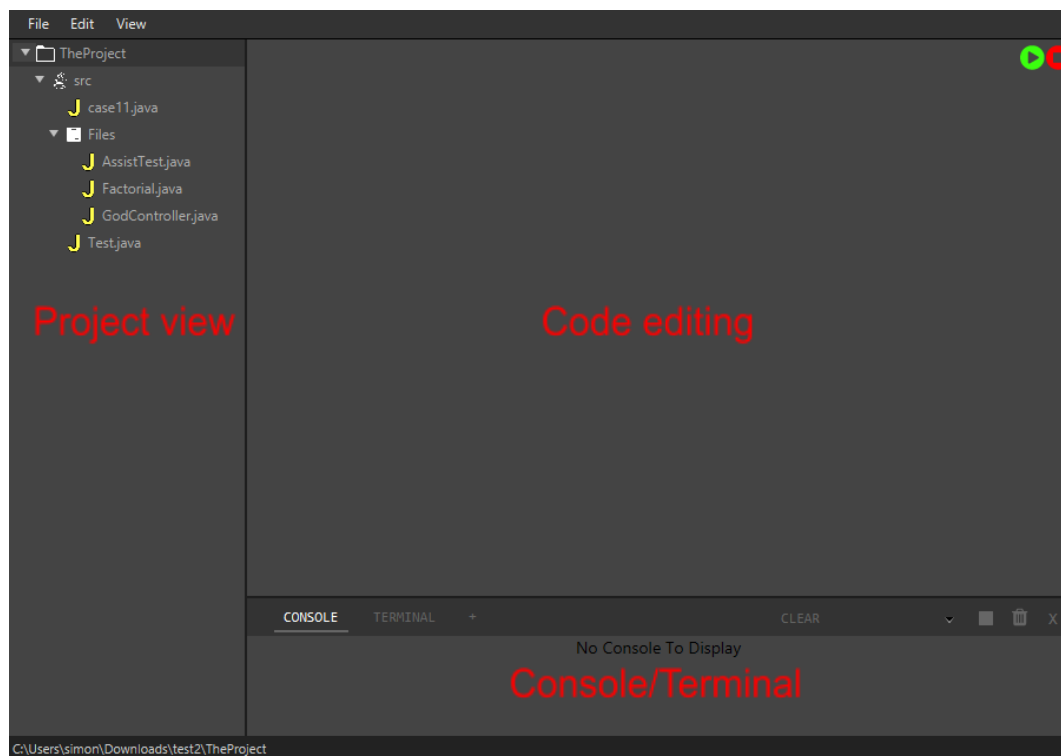 File Edit View
TheProject
src
case11.java
Files
AssistTest.java
Factorial.java
GodController.java
Test.java
Project view
Code editing
CONSOLE TERMINAL + CLEAR X
No Console To Display
Console/Terminal
C:\Users\simon\Downloads\test2\TheProject